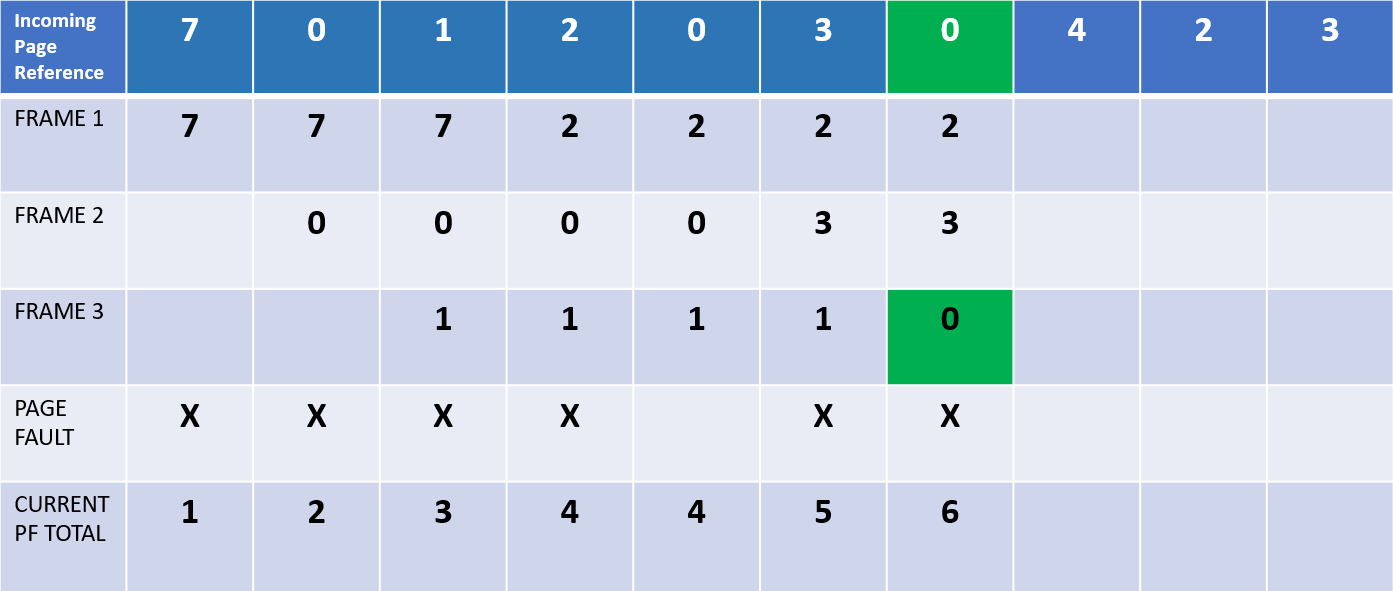 Incoming Page Reference 7 0 1 2 0 3 0 4 2 3
FRAME 1 7 7 7 2 2 2 2
FRAME 2 0 0 0 0 3 3
FRAME 3 1 1 1 1 0
PAGE FAULT X X X X X X
CURRENT PF TOTAL 1 2 3 4 4 5 6